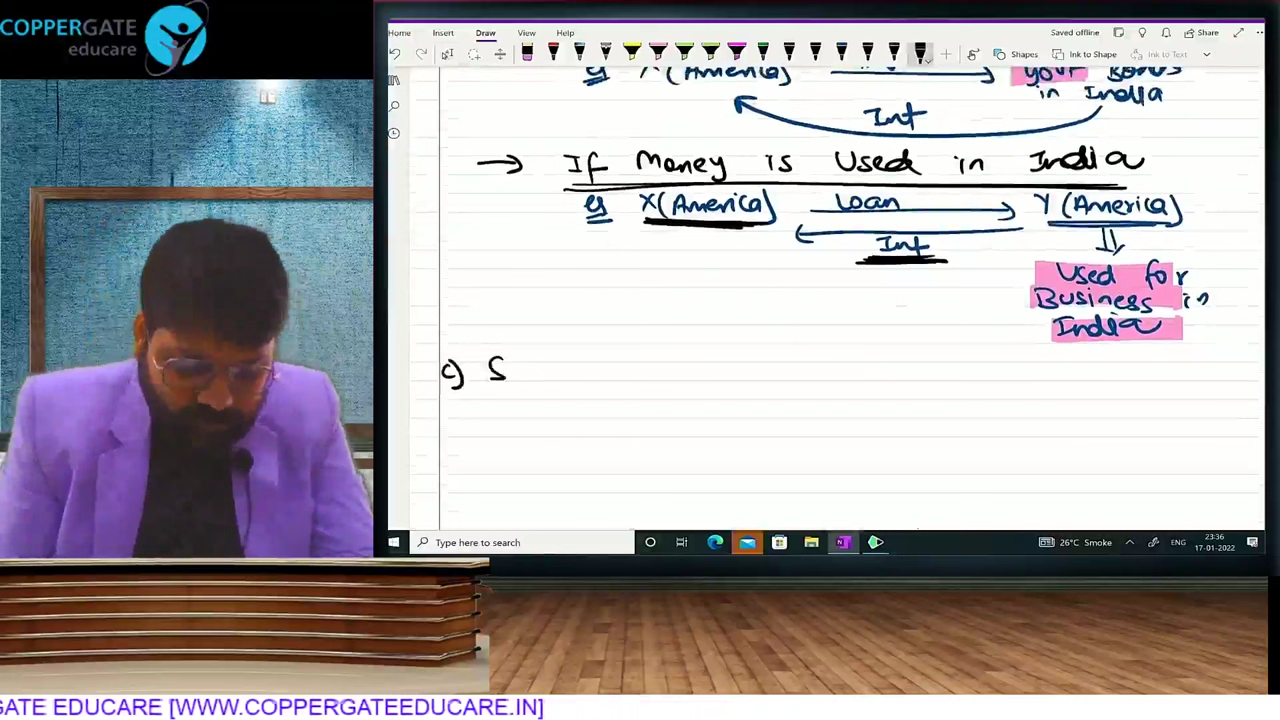 COPPERGATE
educare
Home Insert Draw View Help
Saved offline
Share
Shapes
Ink to Shape
Ink to Text
(America)
your Bonds
in India
Int
→ If Money is Used in India
eg X (America) Loan Y (America)
Int
Used for
Business in
India
c) S
Type here to search
26°C Smoke
ENG
23:36
17-01-2022
GATE EDUCARE [WWW.COPPERGATEEDUCARE.IN]